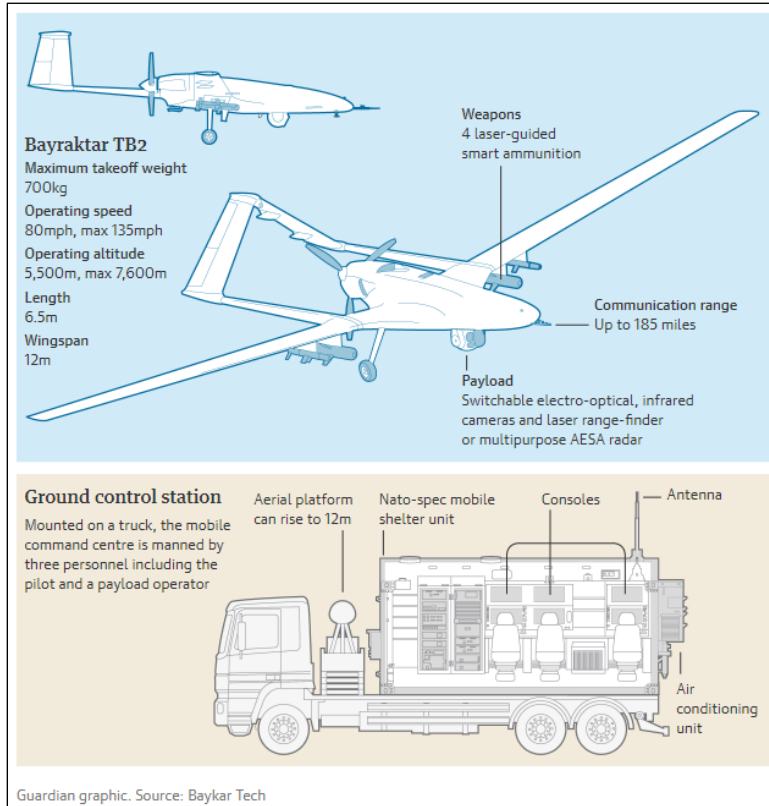 Bayraktar TB2
Maximum takeoff weight
700kg
Operating speed
80mph, max 135mph
Operating altitude
5,500m, max 7,600m
Length
6.5m
Wingspan
12m
Weapons
4 laser-guided
smart ammunition
Communication range
Up to 185 miles
Payload
Switchable electro-optical, infrared
cameras and laser range-finder
or multipurpose AESA radar
Ground control station
Mounted on a truck, the mobile
command centre is manned by
three personnel including the
pilot and a payload operator
Aerial platform
can rise to 12m
Nato-spec mobile
shelter unit
Consoles
Antenna
Air
conditioning
unit
Guardian graphic. Source: Baykar Tech